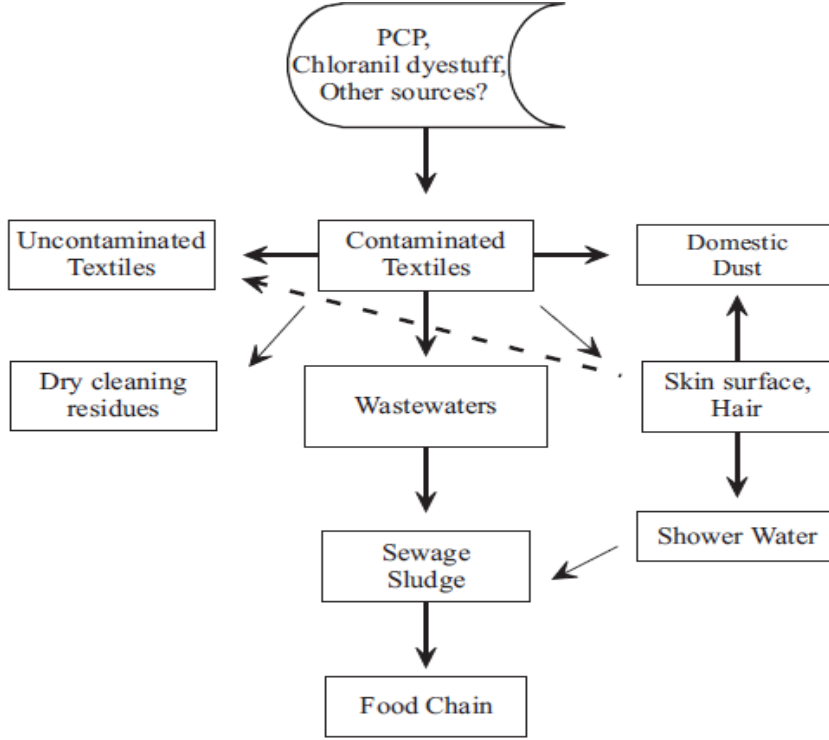 PCP,
Chloranil dyestuff,
Other sources?
Uncontaminated
Textiles
Contaminated
Textiles
Domestic
Dust
Dry cleaning
residues
Wastewaters
Skin surface,
Hair
Sewage
Sludge
Shower Water
Food Chain